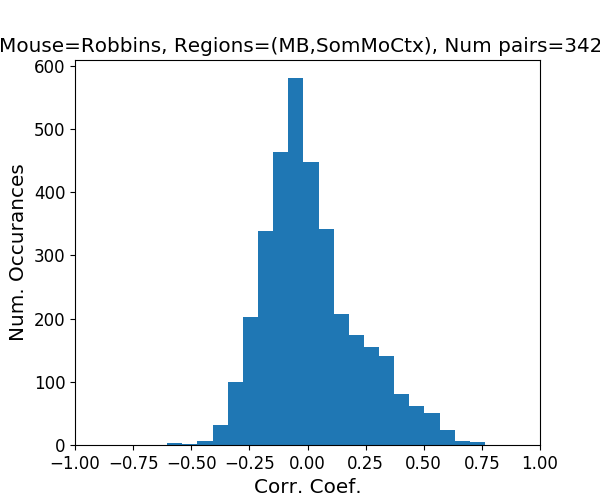 Mouse=Robbins, Regions=(MB,SomMoCtx), Num pairs=342
600
500
400
300
200
100
0
Num. Occurances
−1.00 −0.75 −0.50 −0.25 0.00 0.25 0.50 0.75 1.00
Corr. Coef.